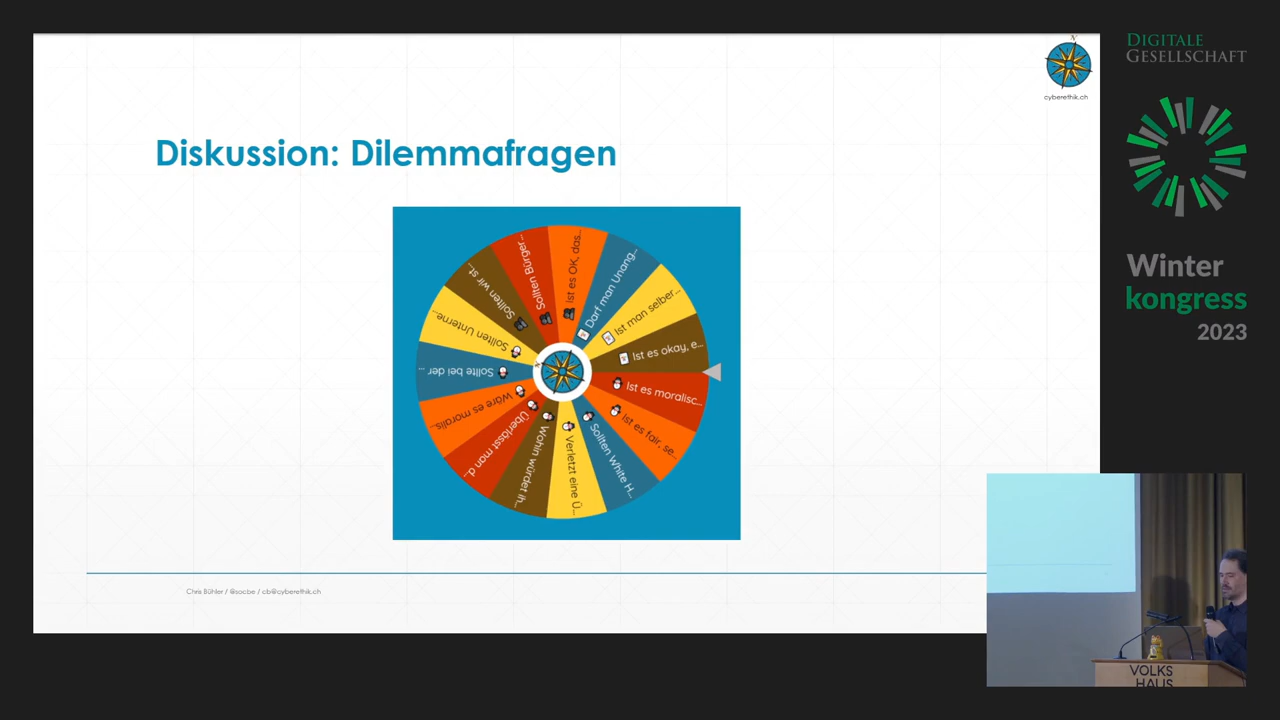 DIGITALE
GESELLSCHAFT
N
cyberethik.ch
Diskussion: Dilemmafragen
Ist es OK, das...
Darf man Unang...
Ist man selber...
Ist es okay, e...
Ist es moralisc...
Ist es fair, se...
Sollten White H...
Verletzt eine Ü...
Wohin würdet ih...
Überlässt man d...
Wäre es moralis...
Sollte bei der ...
Sollten Unterne...
Sollten wir st...
Sollten Bürger...
Winter
kongress
2023
Chris Bühler / @socbe / cb@cyberethik.ch
VOLKS
HAUS